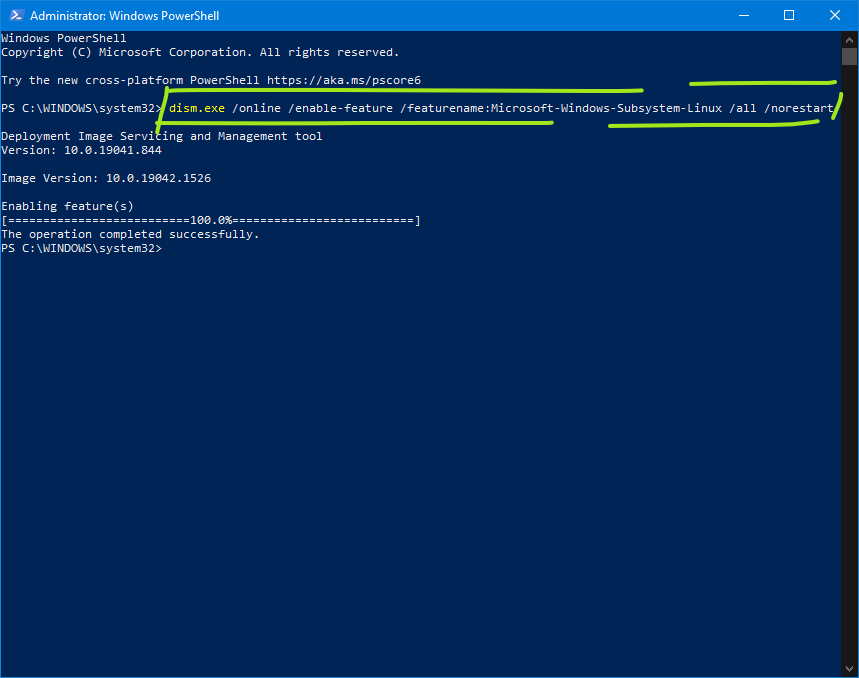 Administrator: Windows PowerShell
Windows PowerShell
Copyright (C) Microsoft Corporation. All rights reserved.
Try the new cross-platform PowerShell https://aka.ms/pscore6
PS C:\WINDOWS\system32> dism.exe /online /enable-feature /featurename:Microsoft-Windows-Subsystem-Linux /all /norestart
Deployment Image Servicing and Management tool
Version: 10.0.19041.844
Image Version: 10.0.19042.1526
Enabling feature(s)
[==========================100.0%==========================]
The operation completed successfully.
PS C:\WINDOWS\system32>